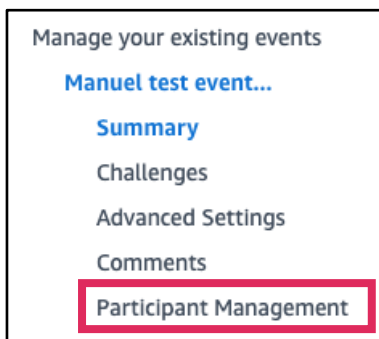 Manage your existing events
Manuel test event...
Summary
Challenges
Advanced Settings
Comments
Participant Management